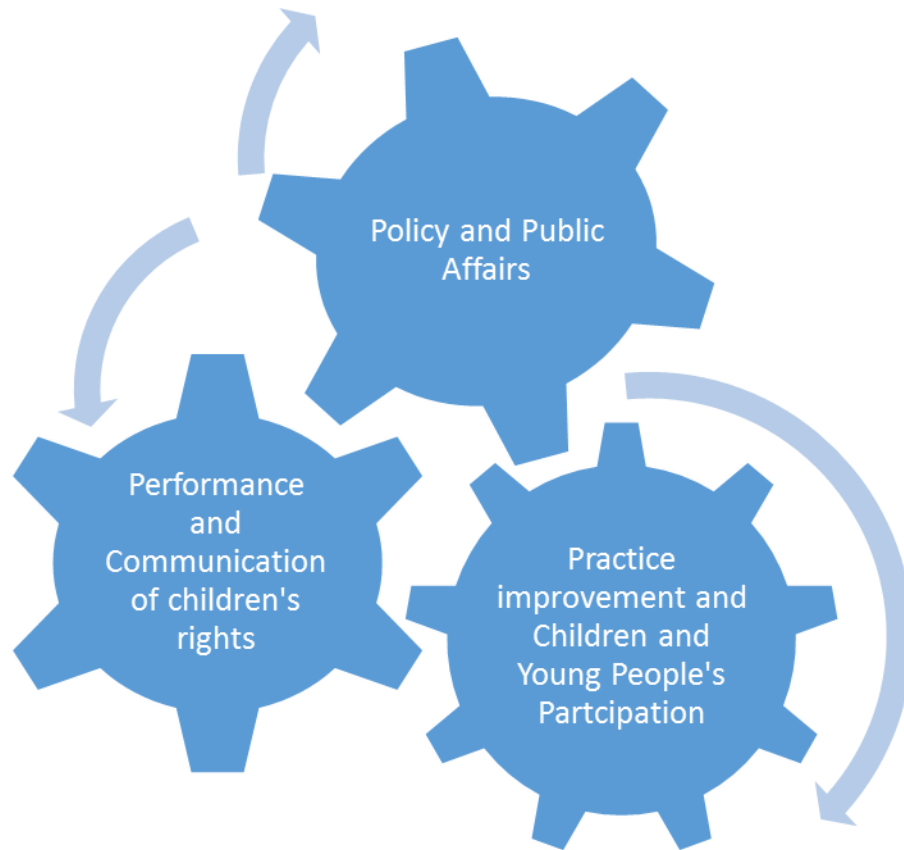 Policy and Public
Affairs
Performance
and
Communication
of children's
rights
Practice
improvement and
Children and
Young People's
Partcipation